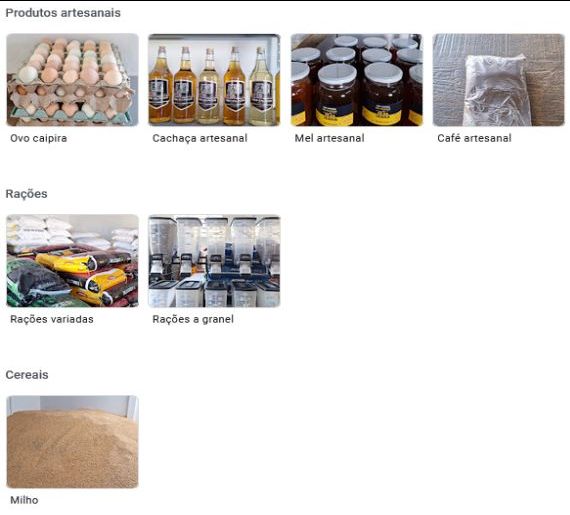 Produtos artesanais
Ovo caipira
Cachaça artesanal
Mel artesanal
Café artesanal
Rações
Rações variadas
Rações a granel
Cereais
Milho